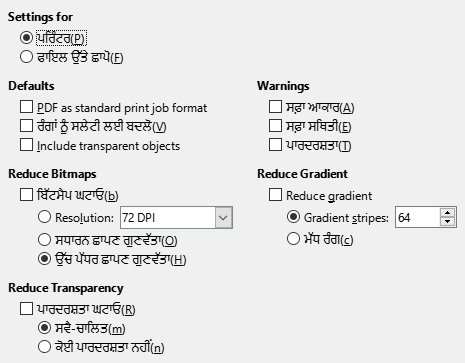 Settings for
ਪਰਿੰਟਰ(P)
ਫਾਇਲ ਉੱਤੇ ਛਾਪੋ(F)
Defaults
PDF as standard print job format
ਰੰਗਾਂ ਨੂੰ ਸਲੇਟੀ ਲਈ ਬਦਲੋ(V)
Include transparent objects
Warnings
ਸਫ਼ਾ ਆਕਾਰ(A)
ਸਫ਼ਾ ਸਥਿਤੀ(E)
ਪਾਰਦਰਸ਼ਤਾ(T)
Reduce Bitmaps
ਬਿੱਟਮੈਪ ਘਟਾਓ(b)
Resolution: 72 DPI
ਸਧਾਰਨ ਛਾਪਣ ਗੁਣਵੱਤਾ(O)
ਉੱਚ ਪੱਧਰ ਛਾਪਣ ਗੁਣਵੱਤਾ(H)
Reduce Gradient
Reduce gradient
Gradient stripes: 64
ਮੱਧ ਰੰਗ(c)
Reduce Transparency
ਪਾਰਦਰਸ਼ਤਾ ਘਟਾਓ(R)
ਸਵੈ-ਚਾਲਿਤ(m)
ਕੋਈ ਪਾਰਦਰਸ਼ਤਾ ਨਹੀਂ(n)